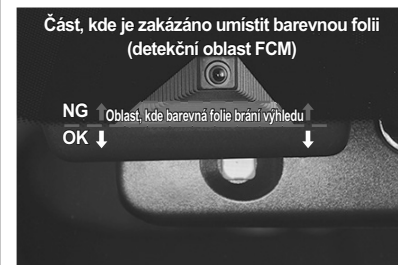 Část, kde je zakázáno umístit barevnou folii
(detekční oblast FCM)
NG
Oblast, kde barevná folie brání výhledu
OK